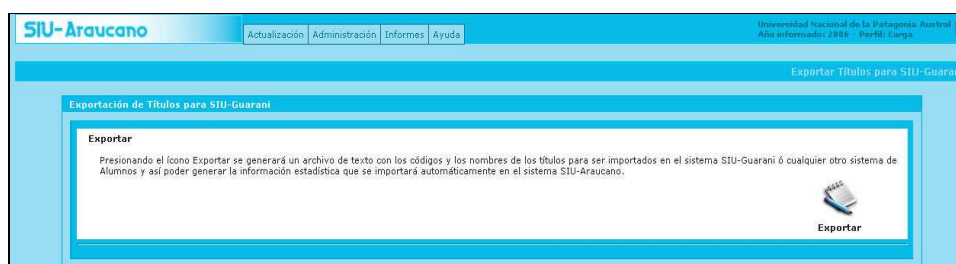 SIU-Araucano
Actualización Administración Informes Ayuda
Universidad Nacional de la Patagonia Austral
Año informado: 2006 - Perfil: Carga
Exportar Títulos para SIU-Guara
Exportación de Títulos para SIU-Guarani
Exportar
Presionando el ícono Exportar se generará un archivo de texto con los códigos y los nombres de los títulos para ser importados en el sistema SIU-Guarani ó cualquier otro sistema de
Alumnos y así poder generar la información estadística que se importará automáticamente en el sistema SIU-Araucano.
Exportar